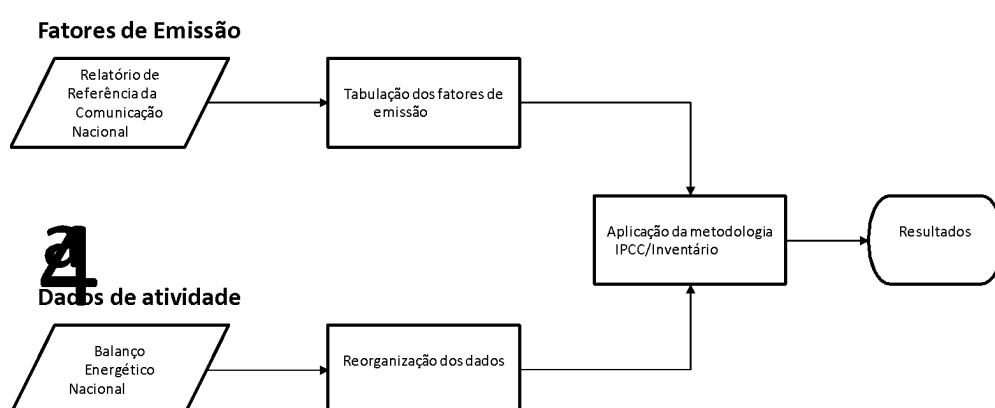 Fatores de Emissão
Relatório de
Referência da
Comunicação
Nacional
Tabulação dos fatores de
emissão
Aplicação da metodologia
IPCC/Inventário
Resultados
Dados de atividade
Balanço
Energético
Nacional
Reorganização dos dados